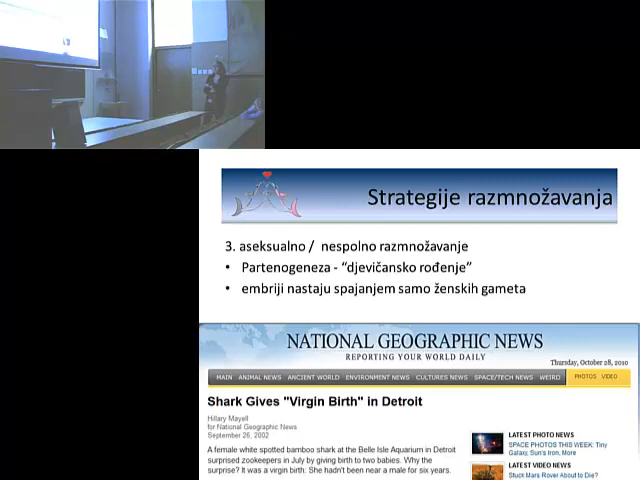 Strategije razmnožavanja
3. aseksualno / nespolno razmnožavanje
• Partenogeneza - “djevičansko rođenje”
• embriji nastaju spajanjem samo ženskih gameta
NATIONAL GEOGRAPHIC NEWS
REPORTING YOUR WORLD DAILY
Thursday, October 28, 2010
MAIN ANIMAL NEWS ANCIENT WORLD ENVIRONMENT NEWS CULTURES NEWS SPACE/TECH NEWS WEIRD PHOTOS VIDEO
Shark Gives "Virgin Birth" in Detroit
Hillary Mayell
for National Geographic News
September 26, 2002
A female white spotted bamboo shark at the Belle Isle Aquarium in Detroit
surprised zookeepers in July by giving birth to two babies. Why the
surprise? It was a virgin birth: She hadn't been near a male for six years.
LATEST PHOTO NEWS
SPACE PHOTOS THIS WEEK: Tiny
Galaxy, Sun's Iron, More
LATEST VIDEO NEWS
Stuck Mars Rover About to Die?